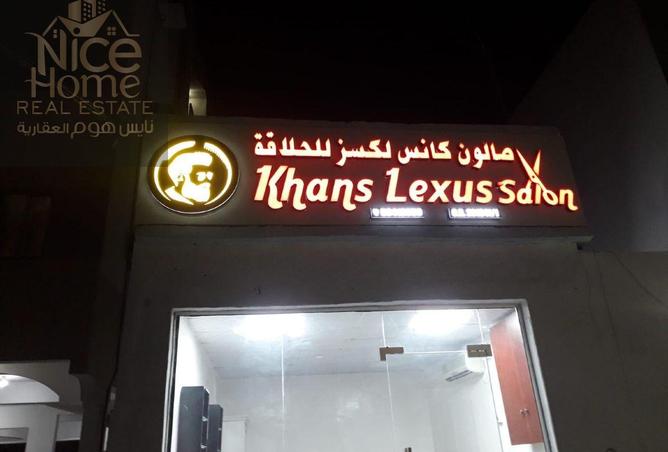 Nice
Home
REAL ESTATE
نايس هوم العقارية
صالون كانس لكسز للحلاقة
Khans Lexus Salon